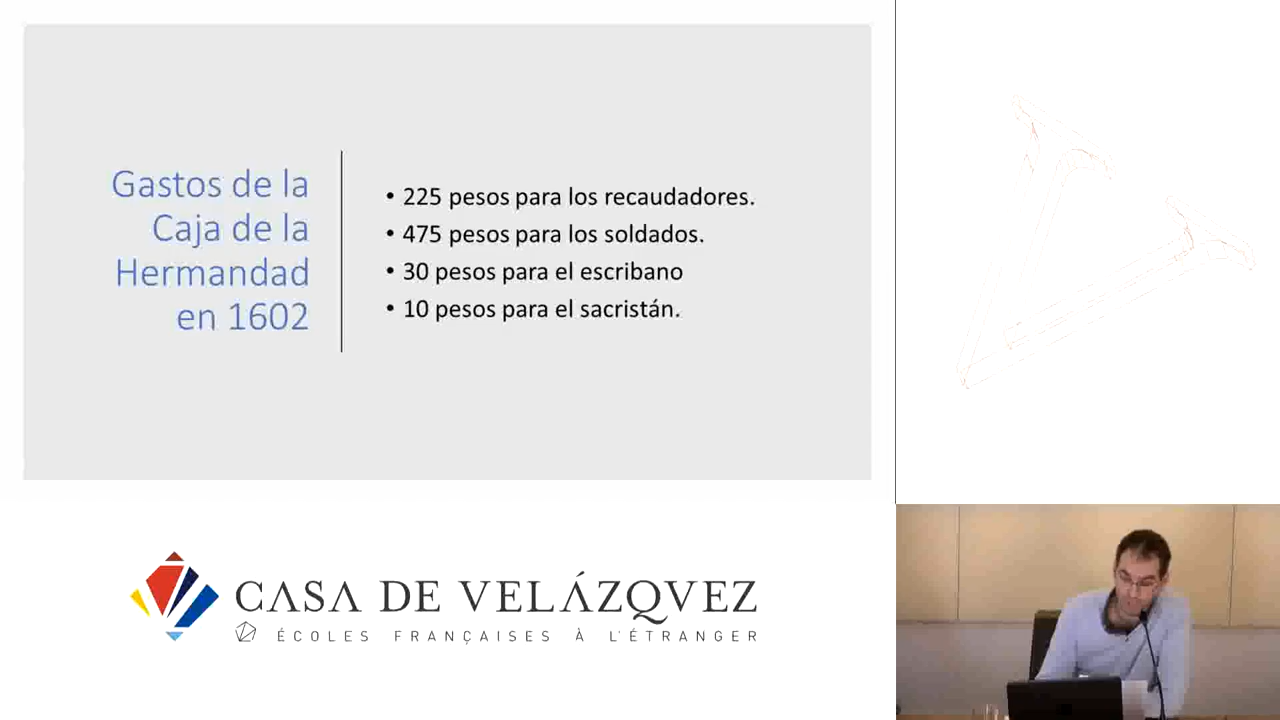 Gastos de la
Caja de la
Hermandad
en 1602
• 225 pesos para los recaudadores.
• 475 pesos para los soldados.
• 30 pesos para el escribano
• 10 pesos para el sacristán.
CASA DE VELÁZQVEZ
ÉCOLES FRANÇAISES À L'ÉTRANGER